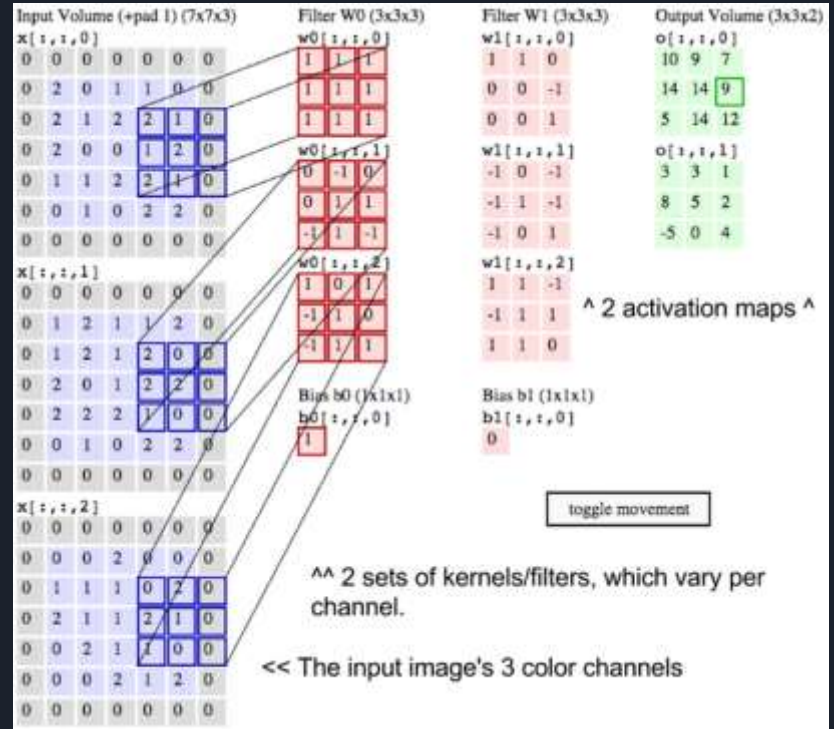 Input Volume (+pad 1) (7x7x3)
x[:,:,0]
0 0 0 0 0 0 0
0 2 0 1 1 0 0
0 2 1 2 2 1 0
0 2 0 0 1 2 0
0 1 1 2 2 1 0
0 0 1 0 2 2 0
0 0 0 0 0 0 0
x[:,:,1]
0 0 0 0 0 0 0
0 1 2 1 1 2 0
0 1 2 1 2 0 0
0 2 0 1 2 2 0
0 2 2 2 1 0 0
0 0 1 0 2 2 0
0 0 0 0 0 0 0
x[:,:,2]
0 0 0 0 0 0 0
0 0 0 2 0 0 0
0 1 1 1 0 2 0
0 2 1 1 2 1 0
0 0 2 1 1 0 0
0 0 0 2 1 2 0
0 0 0 0 0 0 0
Filter W0 (3x3x3)
w0[:,:,0]
1 1 1
1 1 1
1 1 1
w0[:,:,1]
0 -1 0
0 1 1
-1 1 -1
w0[:,:,2]
1 0 1
-1 1 0
-1 1 1
Bias b0 (1x1x1)
b0[:,:,0]
1
Filter W1 (3x3x3)
w1[:,:,0]
1 1 0
0 0 -1
0 0 1
w1[:,:,1]
-1 0 -1
-1 1 -1
-1 0 1
w1[:,:,2]
1 1 -1
-1 1 1
1 1 0
Bias b1 (1x1x1)
b1[:,:,0]
0
Output Volume (3x3x2)
o[:,:,0]
10 9 7
14 14 9
5 14 12
o[:,:,1]
3 3 1
8 5 2
-5 0 4
^ 2 activation maps ^
toggle movement
^^ 2 sets of kernels/filters, which vary per
channel.
<< The input image's 3 color channels